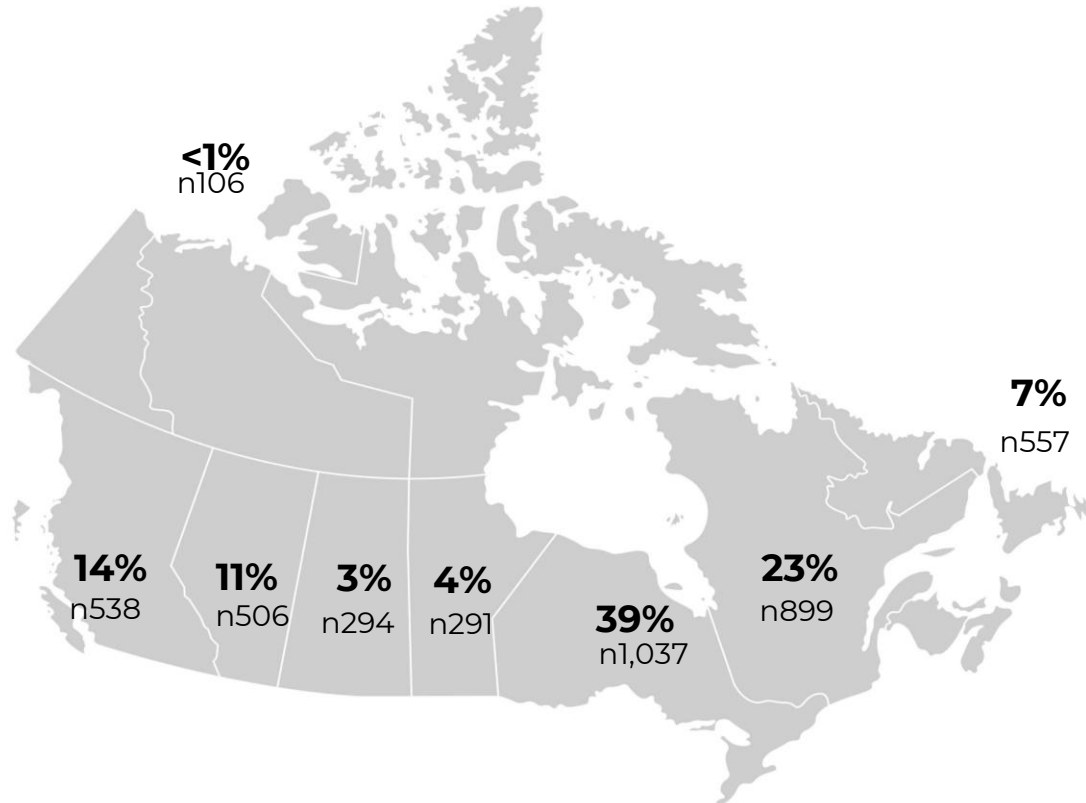 <1%
n106
7%
n557
14%
n538
11%
n506
3%
n294
4%
n291
39%
n1,037
23%
n899